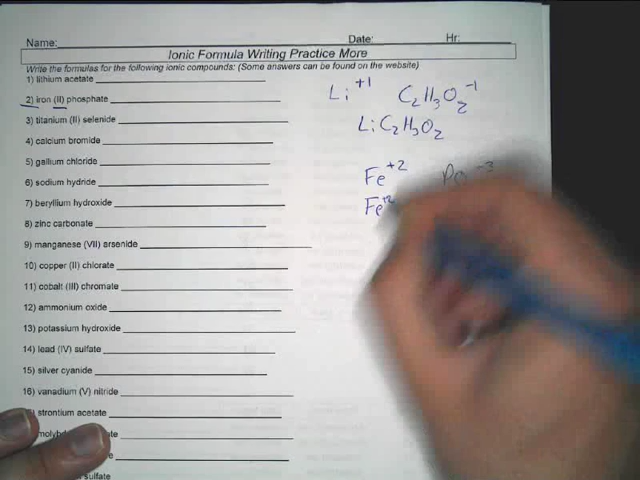 Name: Date: Hr:
Ionic Formula Writing Practice More
Write the formulas for the following ionic compounds: (Some answers can be found on the website)
1) lithium acetate
2) iron (II) phosphate
3) titanium (II) selenide
4) calcium bromide
5) gallium chloride
6) sodium hydride
7) beryllium hydroxide
8) zinc carbonate
9) manganese (VII) arsenide
10) copper (II) chlorate
11) cobalt (III) chromate
12) ammonium oxide
13) potassium hydroxide
14) lead (IV) sulfate
15) silver cyanide
16) vanadium (V) nitride
strontium acetate
sulfate
Li+1 C2H3O2-1
LiC2H3O2
Fe+2 -3
Fe+2